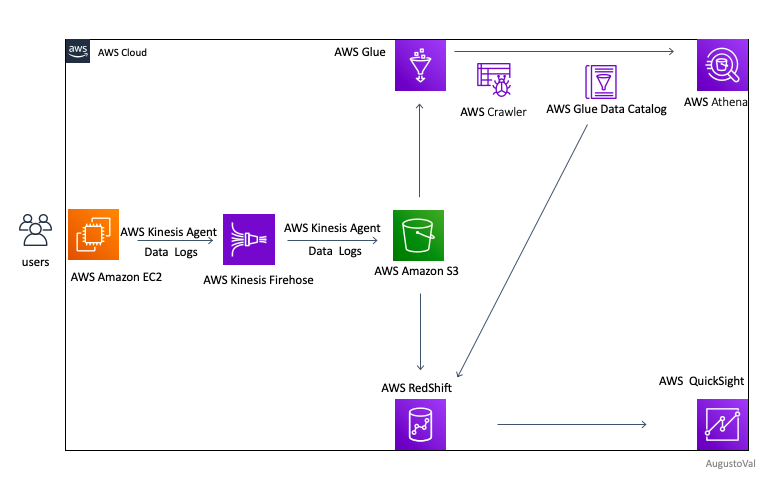 aws
AWS Cloud
AWS Glue
AWS Crawler
AWS Glue Data Catalog
AWS Athena
users
AWS Kinesis Agent
Data Logs
AWS Amazon EC2
AWS Kinesis Firehose
AWS Kinesis Agent
Data Logs
AWS Amazon S3
AWS RedShift
AWS QuickSight
AugustoVal